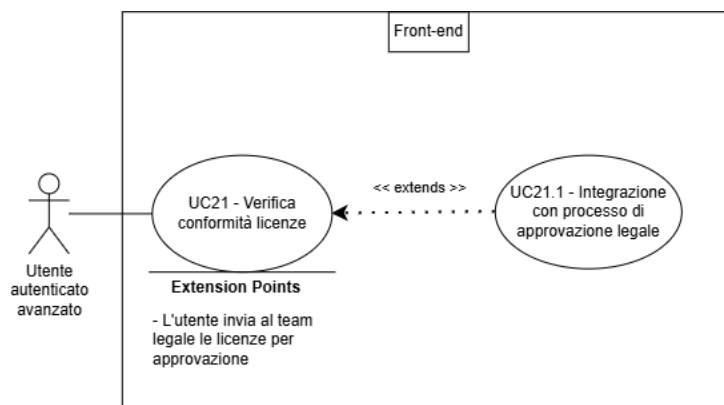 Front-end
UC21 - Verifica
conformità licenze
<< extends >>
UC21.1 - Integrazione
con processo di
approvazione legale
Utente
autenticato
avanzato
Extension Points
- L'utente invia al team
legale le licenze per
approvazione